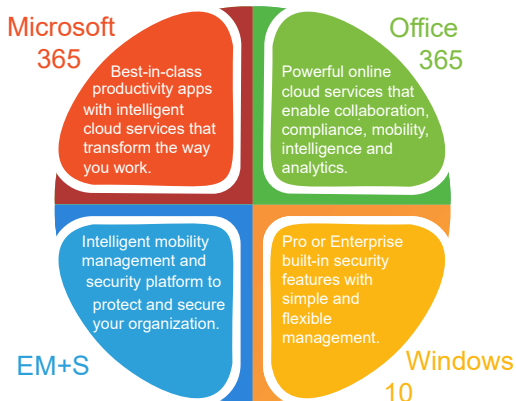 Microsoft
365
Best-in-class
productivity apps
with intelligent
cloud services that
transform the way
you work.
Office
365
Powerful online
cloud services that
enable collaboration,
compliance, mobility,
intelligence and
analytics.
Intelligent mobility
management and
security platform to
protect and secure
your organization.
EM+S
Pro or Enterprise
built-in security
features with
simple and
flexible
management.
Windows
10